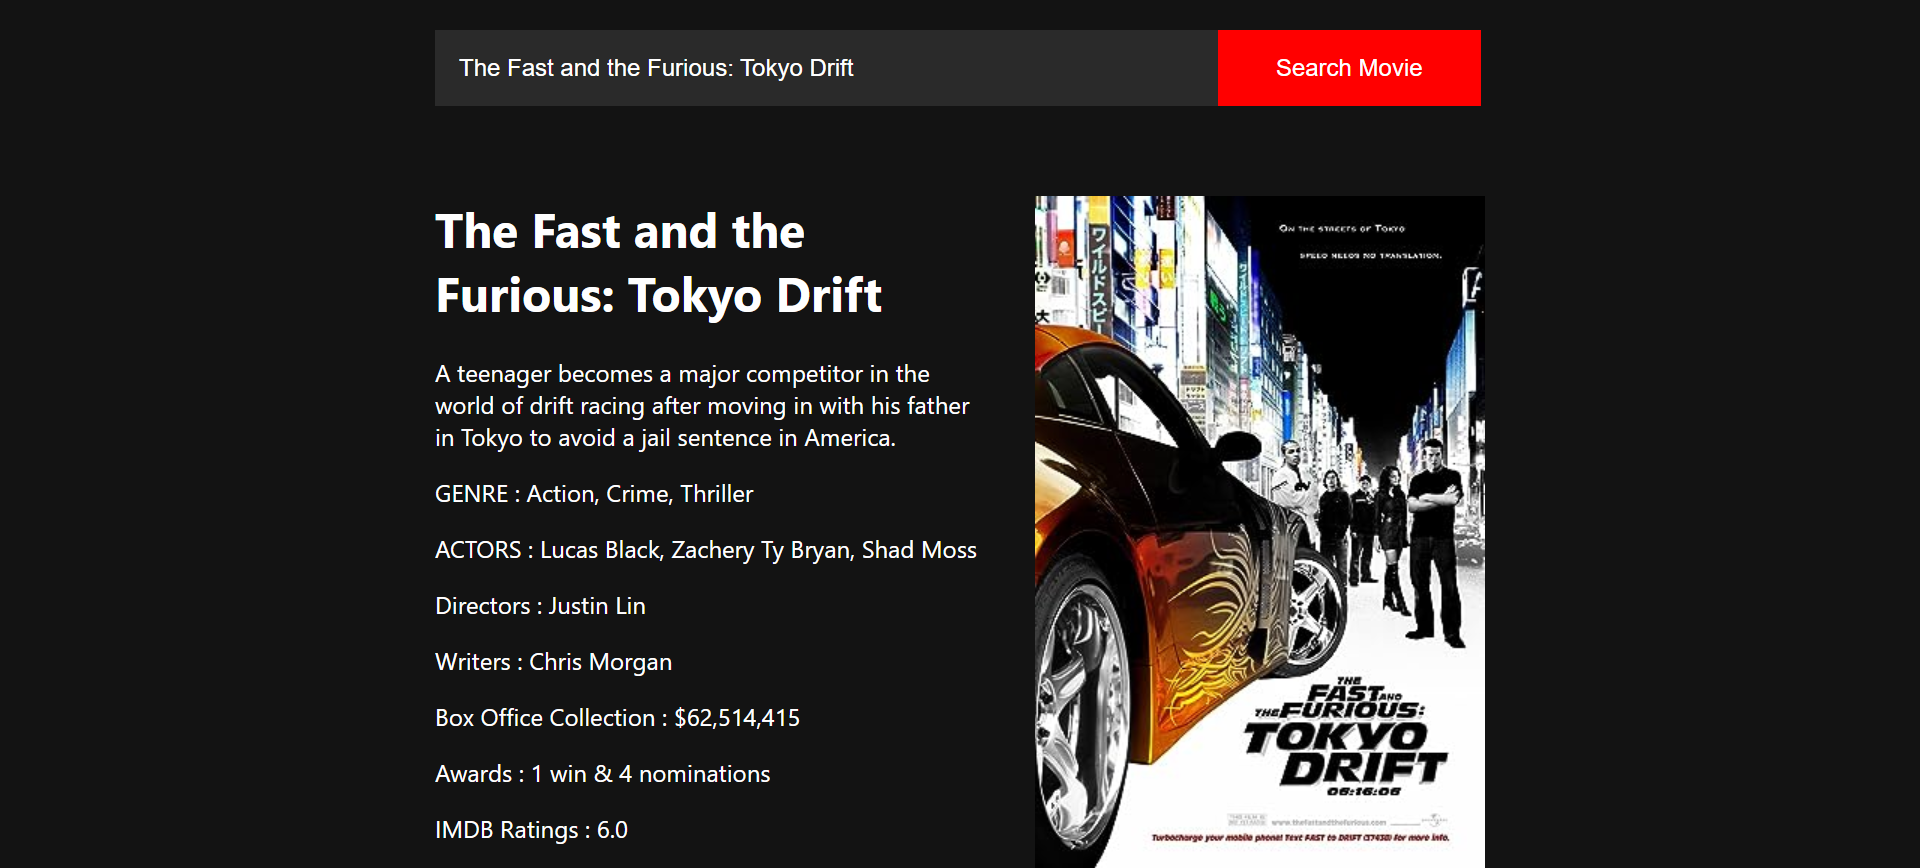 The Fast and the Furious: Tokyo Drift
Search Movie
The Fast and the
Furious: Tokyo Drift
A teenager becomes a major competitor in the
world of drift racing after moving in with his father
in Tokyo to avoid a jail sentence in America.
GENRE : Action, Crime, Thriller
ACTORS : Lucas Black, Zachery Ty Bryan, Shad Moss
Directors : Justin Lin
Writers : Chris Morgan
Box Office Collection : $62,514,415
Awards : 1 win & 4 nominations
IMDB Ratings : 6.0
On the streets of Tokyo
speed needs no translation.
ワイルドスピー
大
THE
FAST AND
THE FURIOUS:
TOKYO
DRIFT
06:16:06
www.thefastandthefurious.com
Turbocharge your mobile phone! Text FAST to DRIFT (37438) for more info.